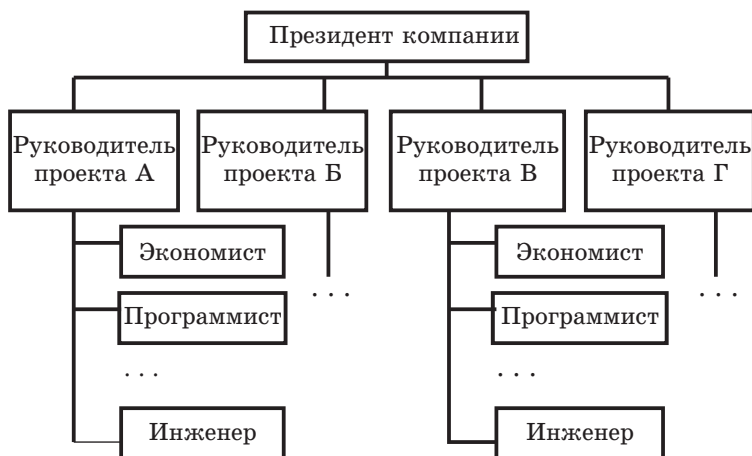 Президент компании
Руководитель
проекта А
Руководитель
проекта Б
Руководитель
проекта В
Руководитель
проекта Г
Экономист
Программист
. . .
Инженер
. . .
Экономист
Программист
. . .
Инженер
. . .